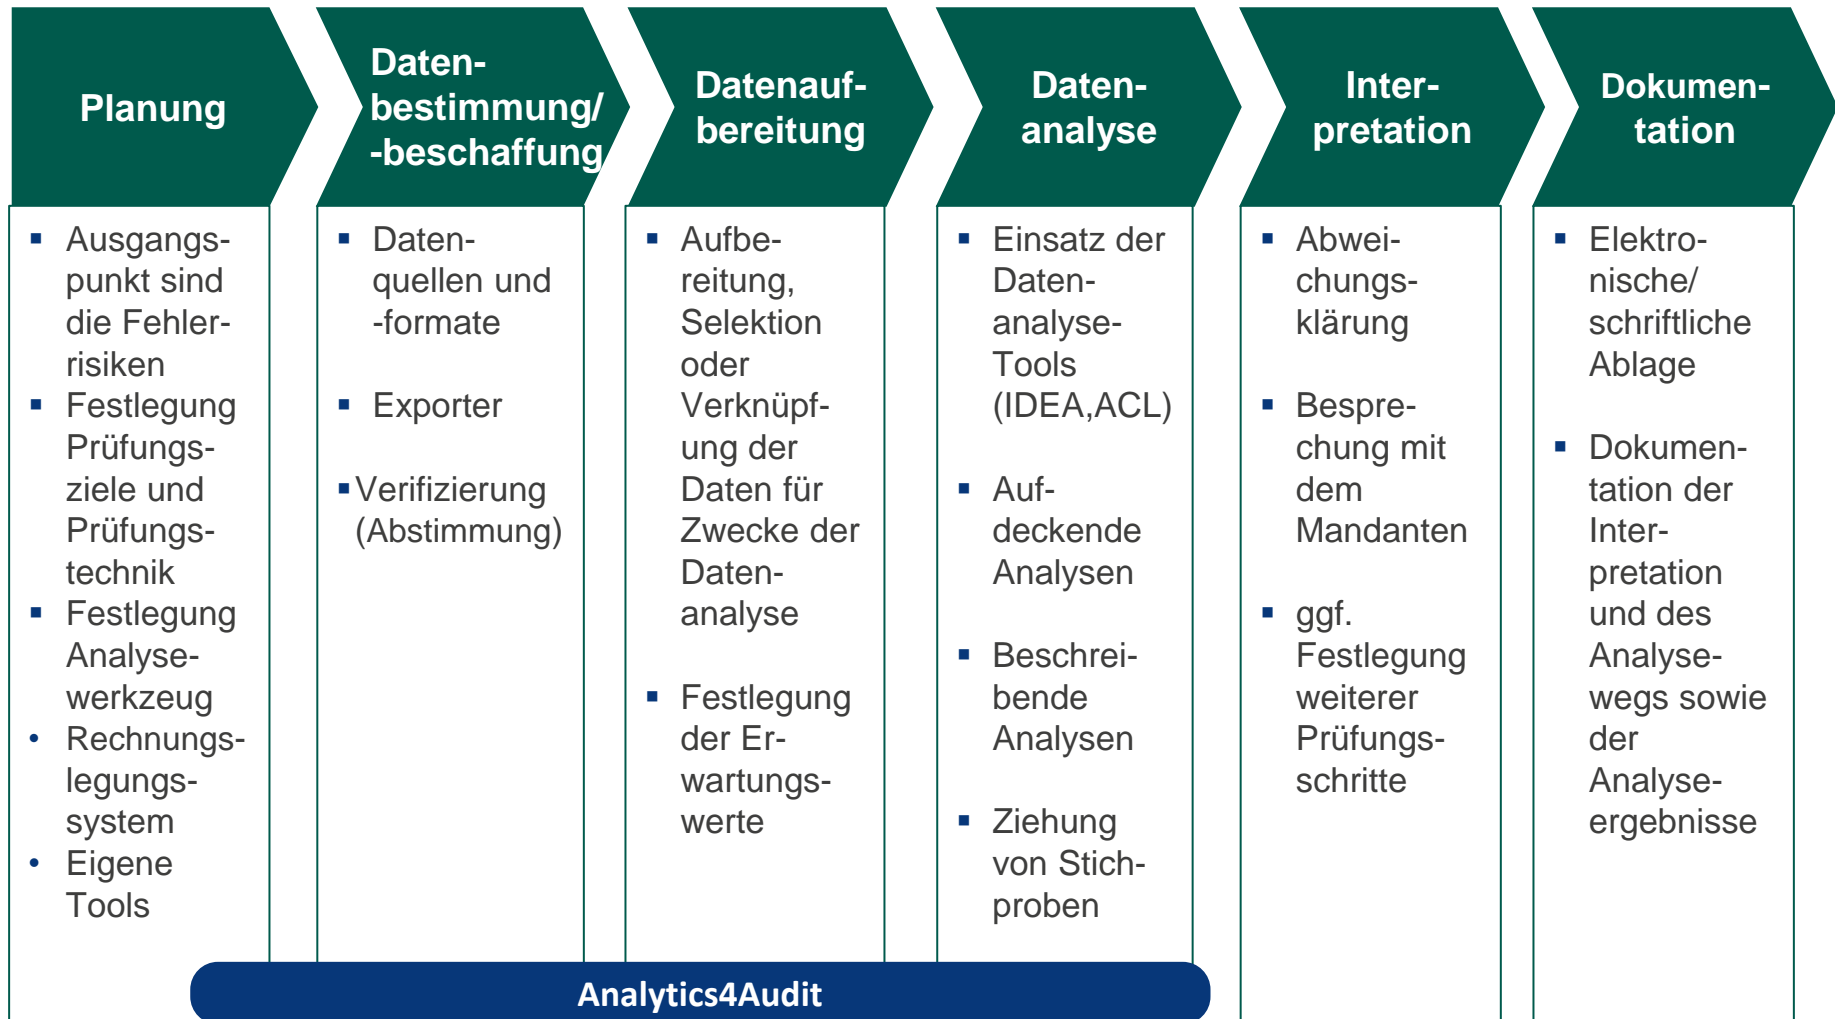 Planung
Daten-
bestimmung/
-beschaffung
Datenauf-
bereitung
Daten-
analyse
Inter-
pretation
Dokumen-
tation
▪ Ausgangs-
punkt sind
die Fehler-
risiken
▪ Festlegung
Prüfungs-
ziele und
Prüfungs-
technik
▪ Festlegung
Analyse-
werkzeug
• Rechnungs-
legungs-
system
• Eigene
Tools
▪ Daten-
quellen und
-formate
▪ Exporter
▪ Verifizierung
(Abstimmung)
▪ Aufbe-
reitung,
Selektion
oder
Verknüpf-
ung der
Daten für
Zwecke der
Daten-
analyse
▪ Festlegung
der Er-
wartungs-
werte
▪ Einsatz der
Daten-
analyse-
Tools
(IDEA,ACL)
▪ Auf-
deckende
Analysen
▪ Beschrei-
bende
Analysen
▪ Ziehung
von Stich-
proben
▪ Abwei-
chungs-
klärung
▪ Bespre-
chung mit
dem
Mandanten
▪ ggf.
Festlegung
weiterer
Prüfungs-
schritte
▪ Elektro-
nische/
schriftliche
Ablage
▪ Dokumen-
tation der
Inter-
pretation
und des
Analyse-
wegs sowie
der
Analyse-
ergebnisse
Analytics4Audit